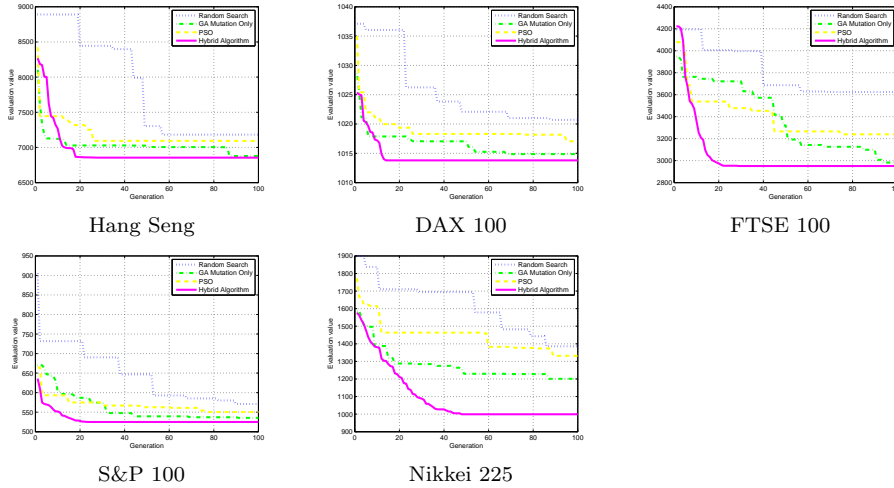 9000
8500
8000
7500
7000
6500
0 20 40 60 80 100
Generation
Evaluation value
Random Search
GA Mutation Only
PSO
Hybrid Algorithm
Hang Seng
1040
1035
1030
1025
1020
1015
1010
0 20 40 60 80 100
Generation
Evaluation value
Random Search
GA Mutation Only
PSO
Hybrid Algorithm
DAX 100
4400
4200
4000
3800
3600
3400
3200
3000
2800
0 20 40 60 80 100
Generation
Evaluation value
Random Search
GA Mutation Only
PSO
Hybrid Algorithm
FTSE 100
950
900
850
800
750
700
650
600
550
500
450
0 20 40 60 80 100
Generation
Evaluation value
Random Search
GA Mutation Only
PSO
Hybrid Algorithm
S&P 100
1900
1800
1700
1600
1500
1400
1300
1200
1100
1000
900
0 20 40 60 80 100
Generation
Evaluation value
Random Search
GA Mutation Only
PSO
Hybrid Algorithm
Nikkei 225